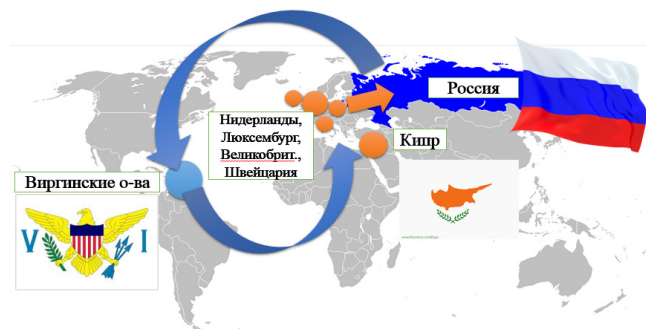 Россия
Нидерланды,
Люксембург,
Великобрит.,
Швейцария
Кипр
Виргинские о-ва
V I